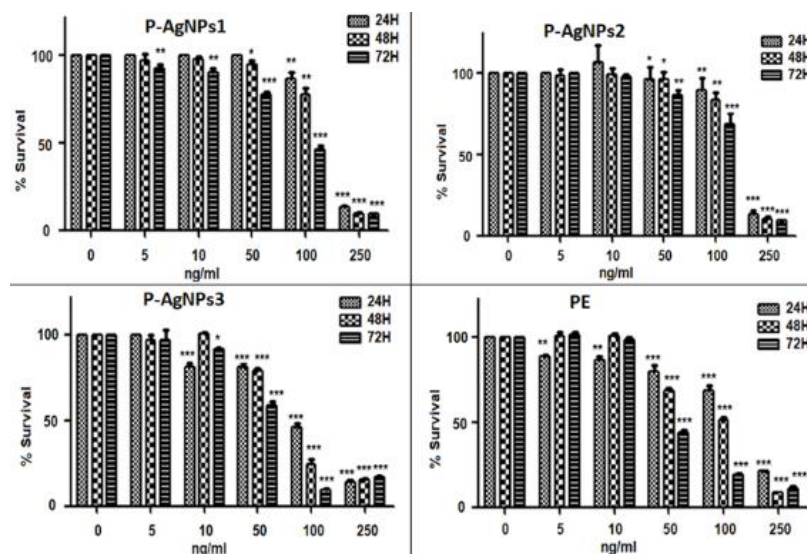 P-AgNPs1
24H
48H
72H
% Survival
100
50
0
** ** * *** ** ** *** *** *** ***
0 5 10 50 100 250
ng/ml
P-AgNPs2
24H
48H
72H
% Survival
100
50
0
* * ** ** ** *** *** *** ***
0 5 10 50 100 250
ng/ml
P-AgNPs3
24H
48H
72H
% Survival
100
50
0
*** * *** *** *** *** *** *** *** *** ***
0 5 10 50 100 250
ng/ml
PE
24H
48H
72H
% Survival
100
50
0
** ** *** *** *** *** *** *** *** *** ***
0 5 10 50 100 250
ng/ml